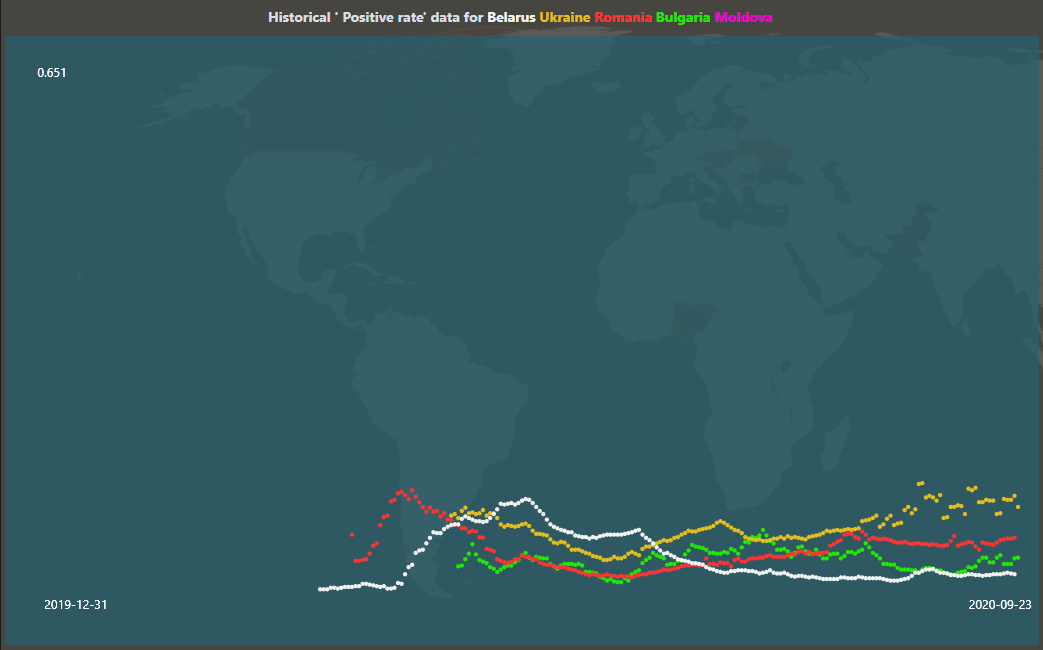 Historical ' Positive rate' data for Belarus Ukraine Romania Bulgaria Moldova
0.651
2019-12-31
2020-09-23